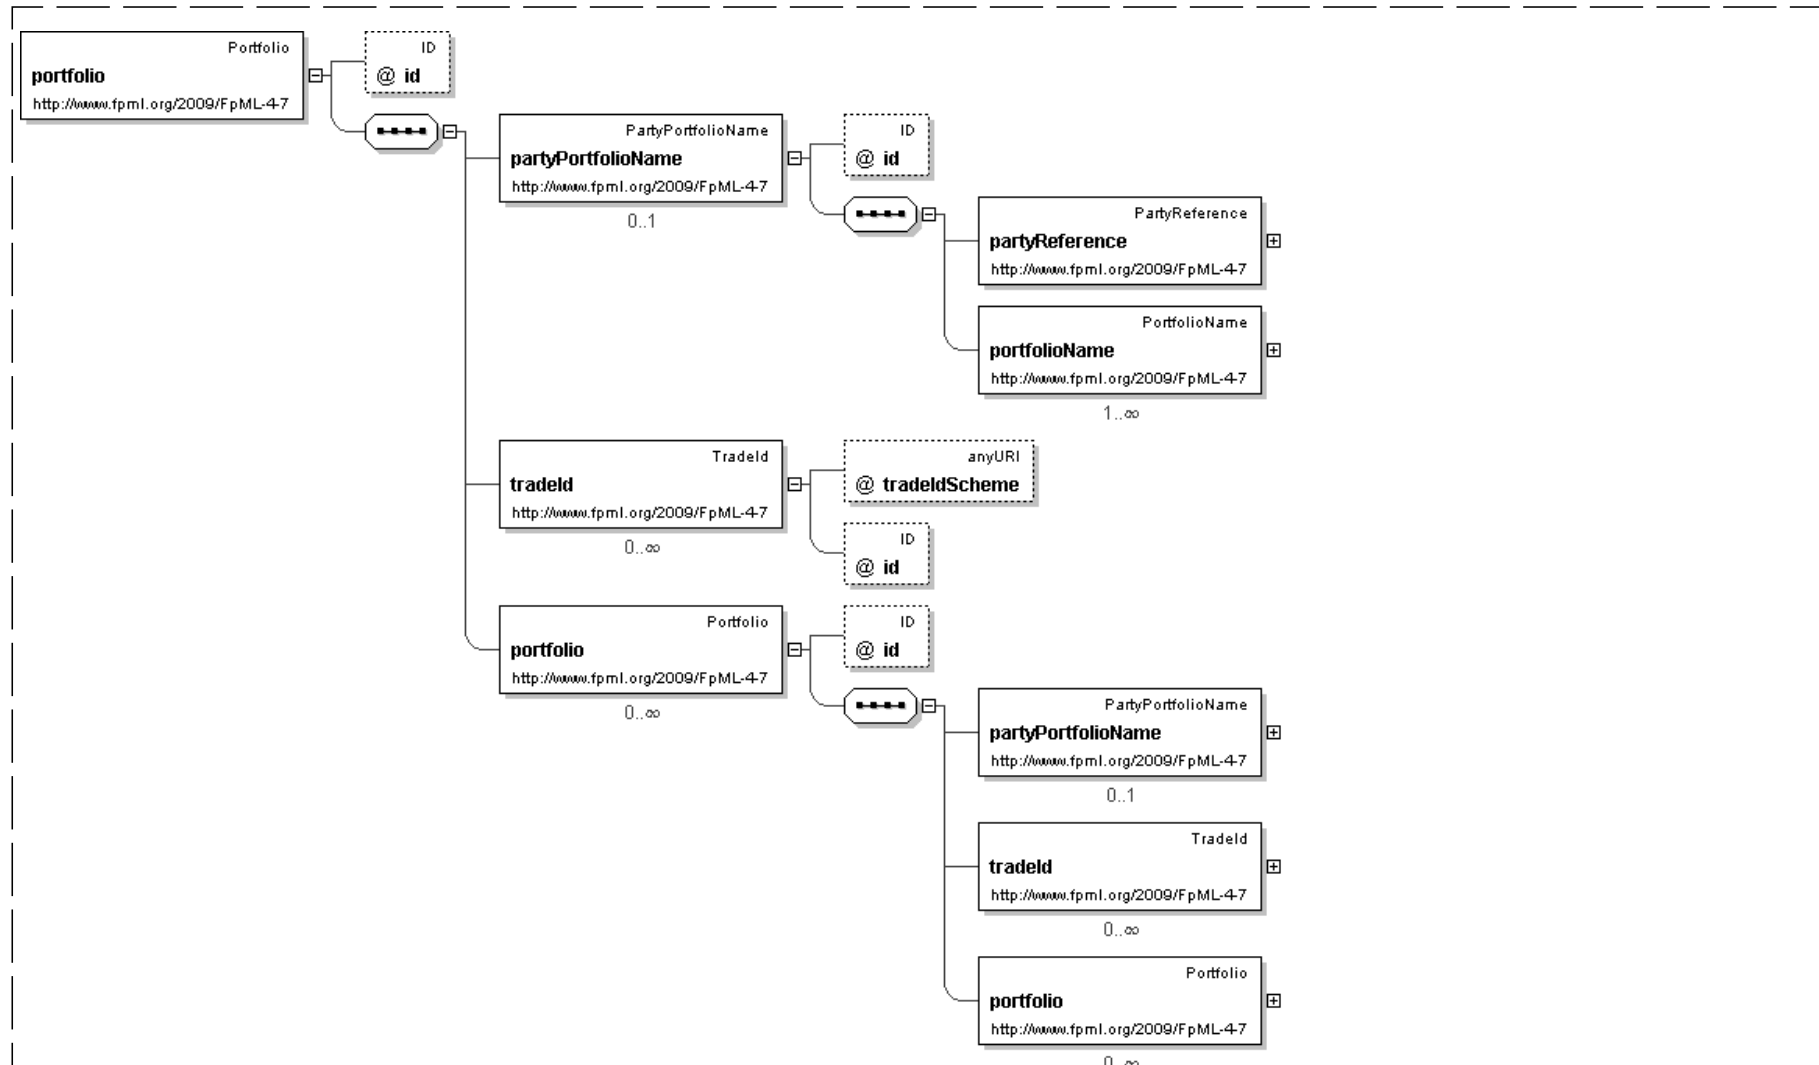 Portfolio
portfolio
http://www.fpml.org/2009/FpML-4-7
ID
@ id
PartyPortfolioName
partyPortfolioName
http://www.fpml.org/2009/FpML-4-7
0..1
ID
@ id
PartyReference
partyReference
http://www.fpml.org/2009/FpML-4-7
PortfolioName
portfolioName
http://www.fpml.org/2009/FpML-4-7
1..∞
TradeId
tradeId
http://www.fpml.org/2009/FpML-4-7
0..∞
anyURI
@ tradeIdScheme
ID
@ id
Portfolio
portfolio
http://www.fpml.org/2009/FpML-4-7
0..∞
ID
@ id
PartyPortfolioName
partyPortfolioName
http://www.fpml.org/2009/FpML-4-7
0..1
TradeId
tradeId
http://www.fpml.org/2009/FpML-4-7
0..∞
Portfolio
portfolio
http://www.fpml.org/2009/FpML-4-7
0..∞